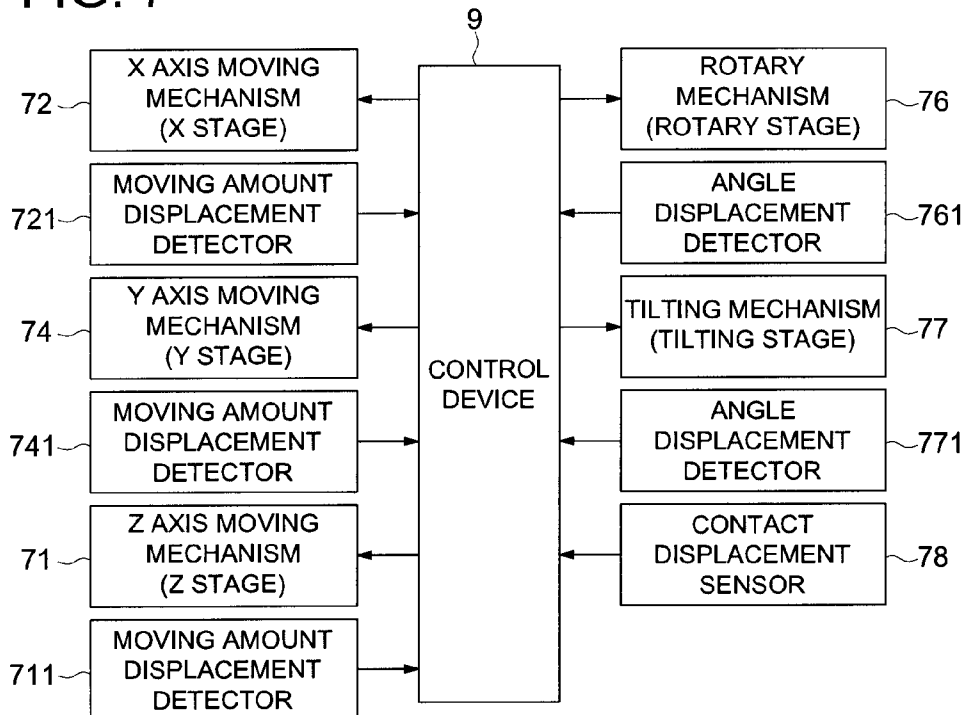 9
X AXIS MOVING
MECHANISM
(X STAGE)
72
MOVING AMOUNT
DISPLACEMENT
DETECTOR
721
Y AXIS MOVING
MECHANISM
(Y STAGE)
74
MOVING AMOUNT
DISPLACEMENT
DETECTOR
741
Z AXIS MOVING
MECHANISM
(Z STAGE)
71
MOVING AMOUNT
DISPLACEMENT
DETECTOR
711
CONTROL
DEVICE
ROTARY
MECHANISM
(ROTARY STAGE)
76
ANGLE
DISPLACEMENT
DETECTOR
761
TILTING MECHANISM
(TILTING STAGE)
77
ANGLE
DISPLACEMENT
DETECTOR
771
CONTACT
DISPLACEMENT
SENSOR
78